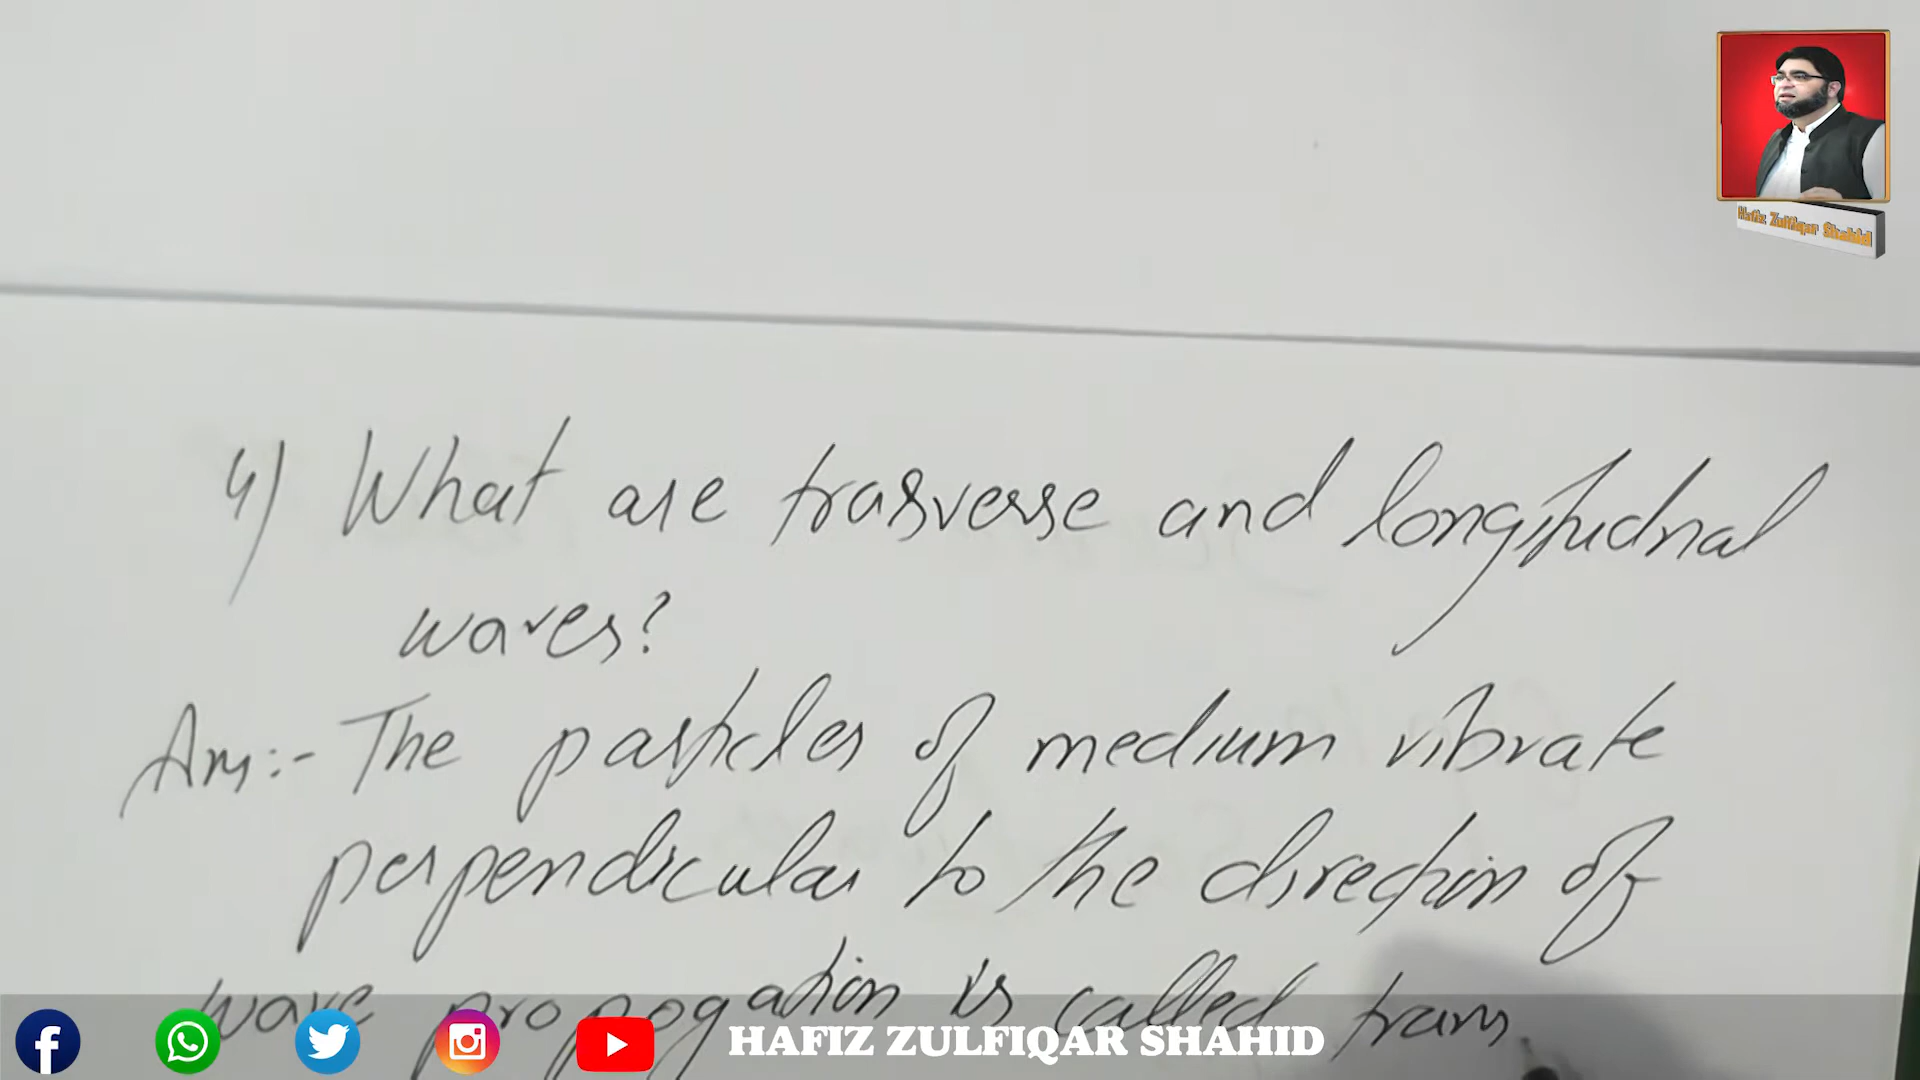 Hafiz Zulfiqar Shahid
4) What are trasverse and longitudnal
waves?
Ans:- The particles of medium vibrate
perpendicular to the direction of
wave propogation is called trans
HAFIZ ZULFIQAR SHAHID